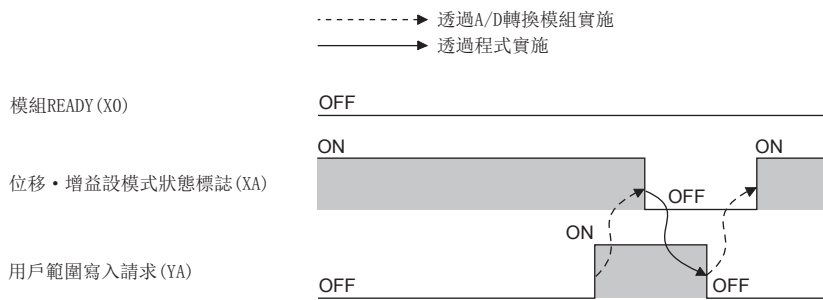 透過A/D轉換模組實施
透過程式實施
模組READY(X0)
OFF
ON
ON
位移・增益設模式狀態標誌(XA)
OFF
ON
用戶範圍寫入請求(YA)
OFF
OFF